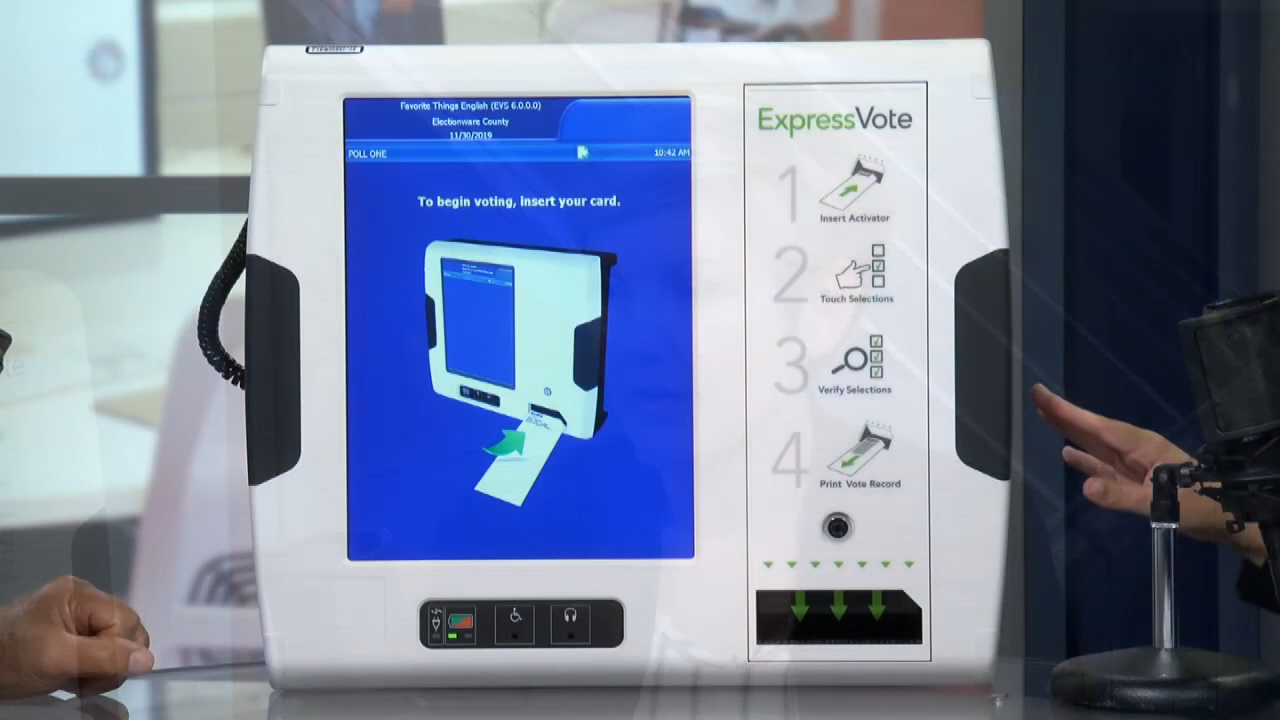 Favorite Things English (EVS 6.0.0.0)
Electionware County
11/30/2019
POLL ONE
10:42 AM
To begin voting, insert your card.
ExpressVote
1
Insert Activator
2
Touch Selections
3
Verify Selections
4
Print Vote Record